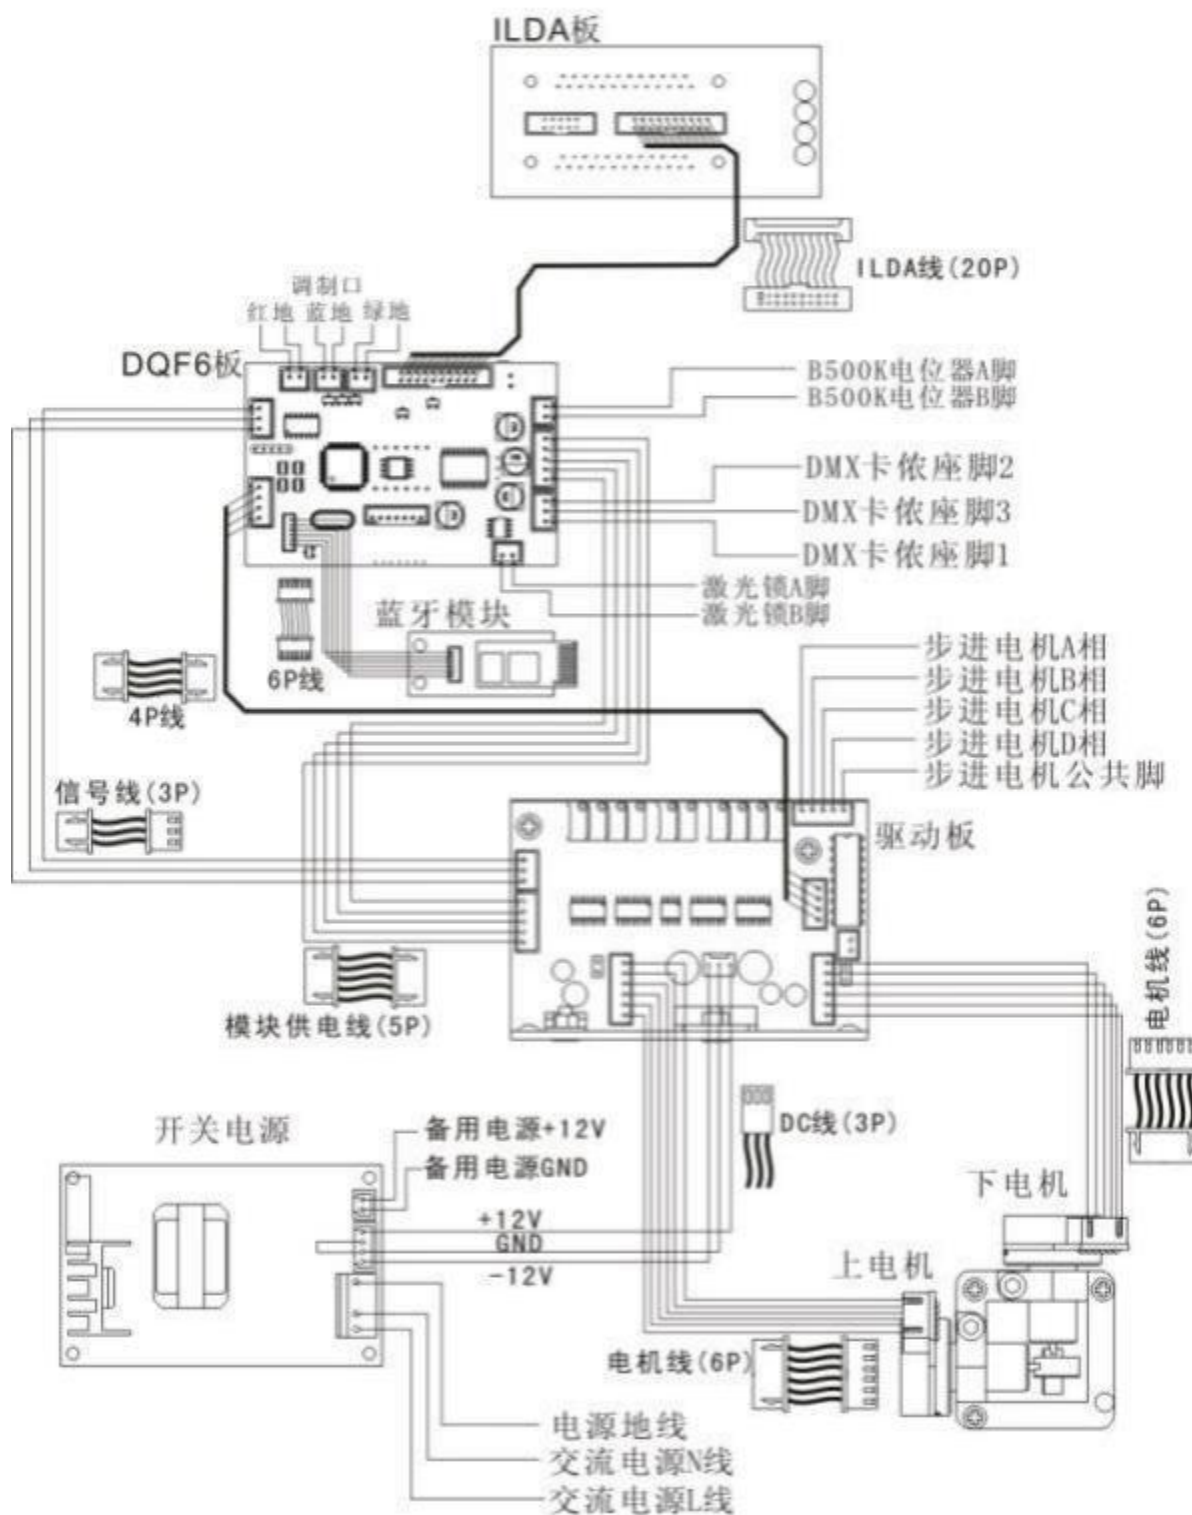 ILDA板
ILDA线(20P)
调制口
红地 蓝地 绿地
DQF6板
B500K电位器A脚
B500K电位器B脚
DMX卡侬座脚2
DMX卡侬座脚3
DMX卡侬座脚1
激光锁A脚
激光锁B脚
蓝牙模块
6P线
4P线
步进电机A相
步进电机B相
步进电机C相
步进电机D相
步进电机公共脚
信号线(3P)
驱动板
电机线(6P)
模块供电线(5P)
DC线(3P)
开关电源
备用电源+12V
备用电源GND
+12V
GND
-12V
下电机
上电机
电机线(6P)
电源地线
交流电源N线
交流电源L线